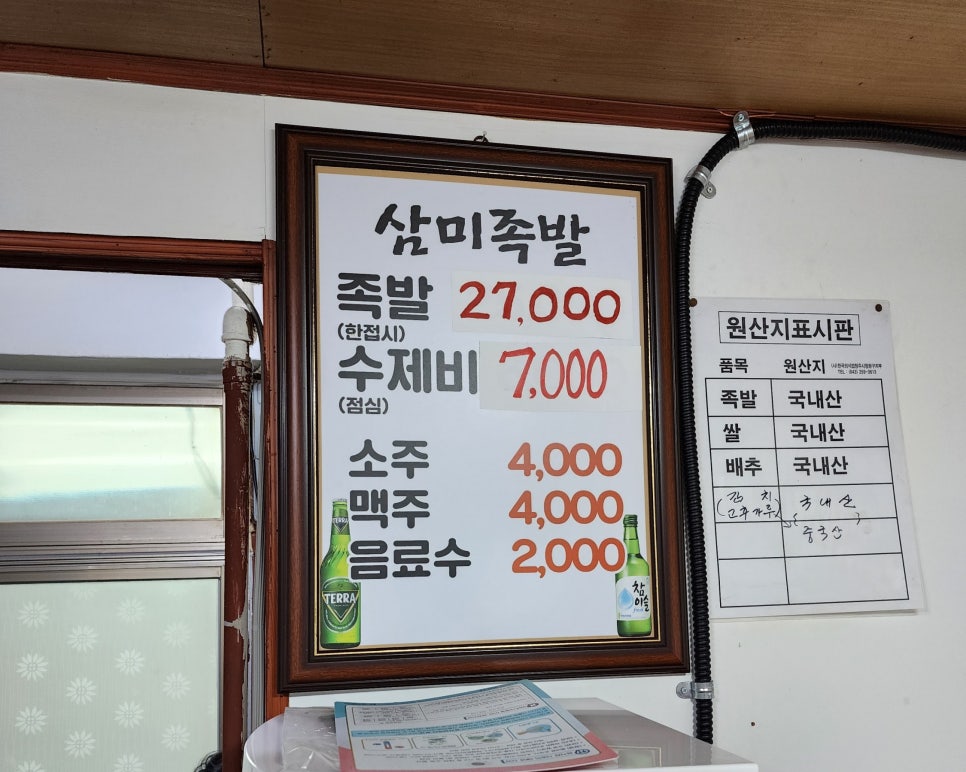 삼미족발
족발 27,000
(한접시)
수제비 7,000
(점심)
소주 4,000
맥주 4,000
음료수 2,000
TERRA
TERRA
참이슬
원산지표시판
품목 원산지
족발 국내산
쌀 국내산
배추 국내산
김치 국내산
(고춧가루) ( )
중국산